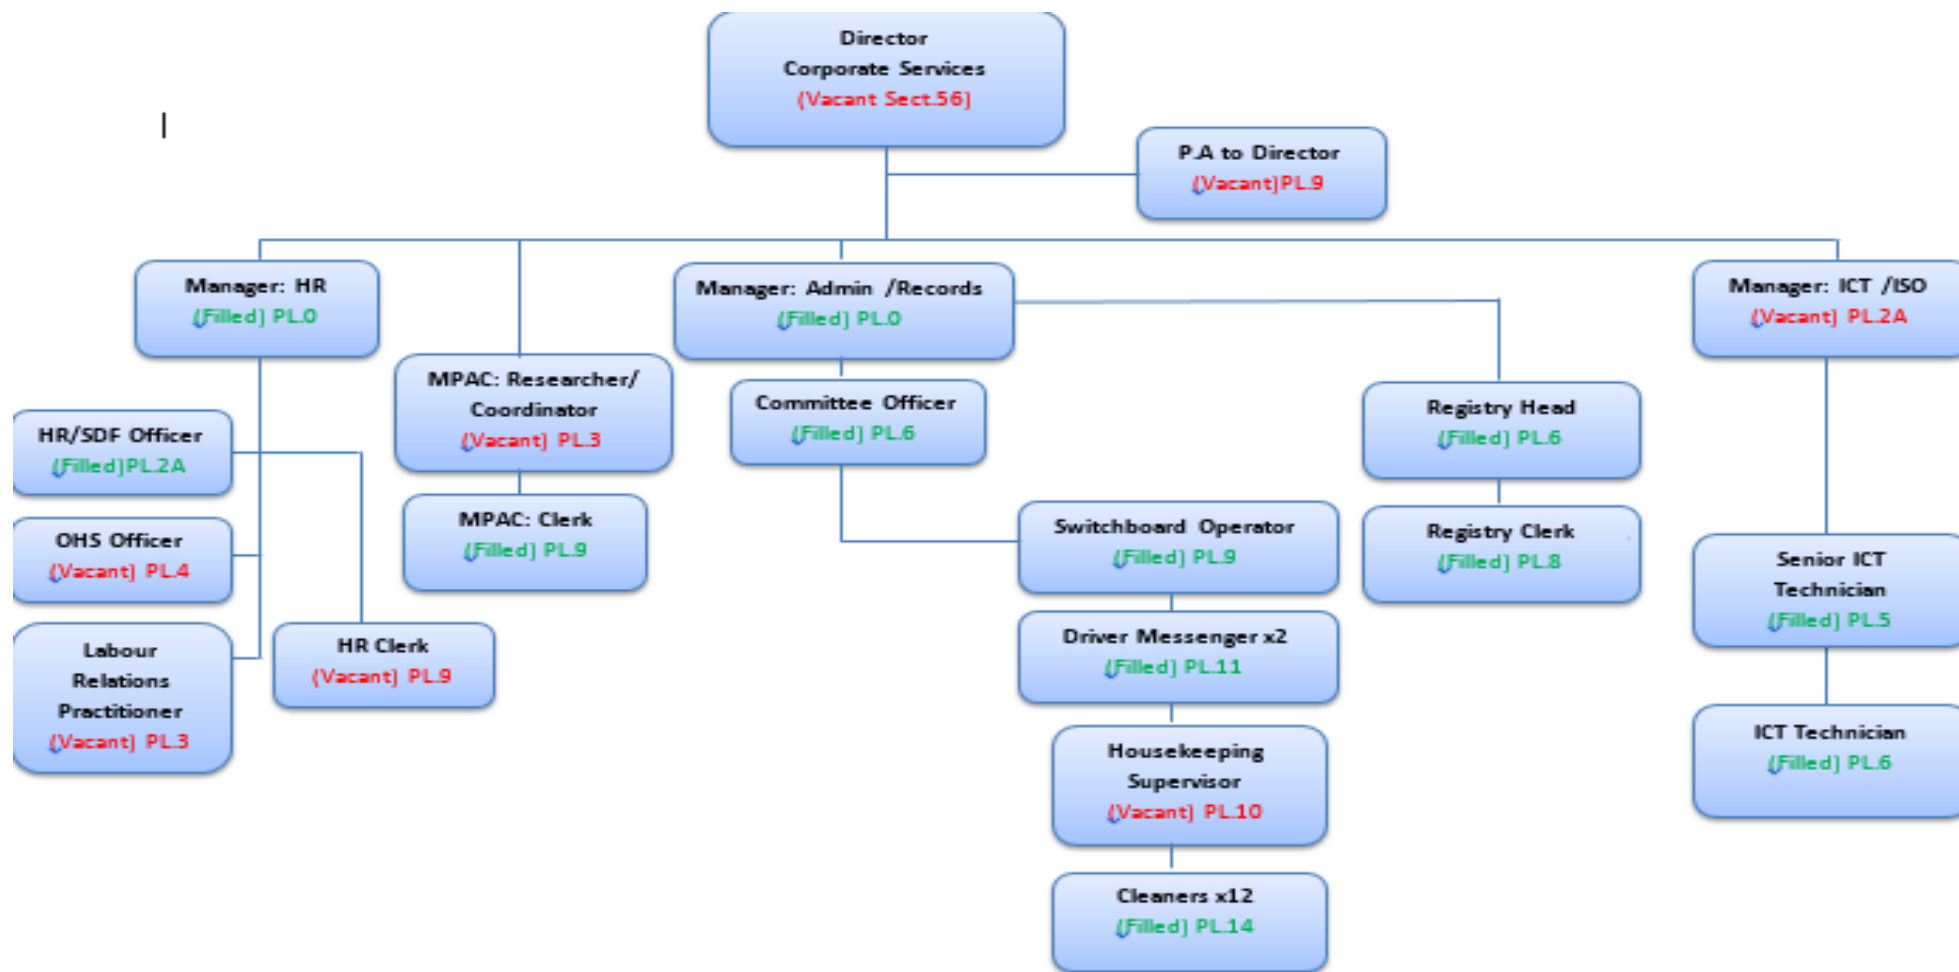 Director
Corporate Services
(Vacant Sect.56)
P.A to Director
(Vacant)PL.9
Manager: HR
(Filled) PL.0
Manager: Admin /Records
(Filled) PL.0
Manager: ICT /ISO
(Vacant) PL.2A
MPAC: Researcher/
Coordinator
(Vacant) PL.3
Committee Officer
(Filled) PL.6
Registry Head
(Filled) PL.6
HR/SDF Officer
(Filled)PL.2A
MPAC: Clerk
(Filled) PL.9
Switchboard Operator
(Filled) PL.9
Registry Clerk
(Filled) PL.8
OHS Officer
(Vacant) PL.4
Senior ICT
Technician
(Filled) PL.5
Labour
Relations
Practitioner
(Vacant) PL.3
HR Clerk
(Vacant) PL.9
Driver Messenger x2
(Filled) PL.11
ICT Technician
(Filled) PL.6
Housekeeping
Supervisor
(Vacant) PL.10
Cleaners x12
(Filled) PL.14